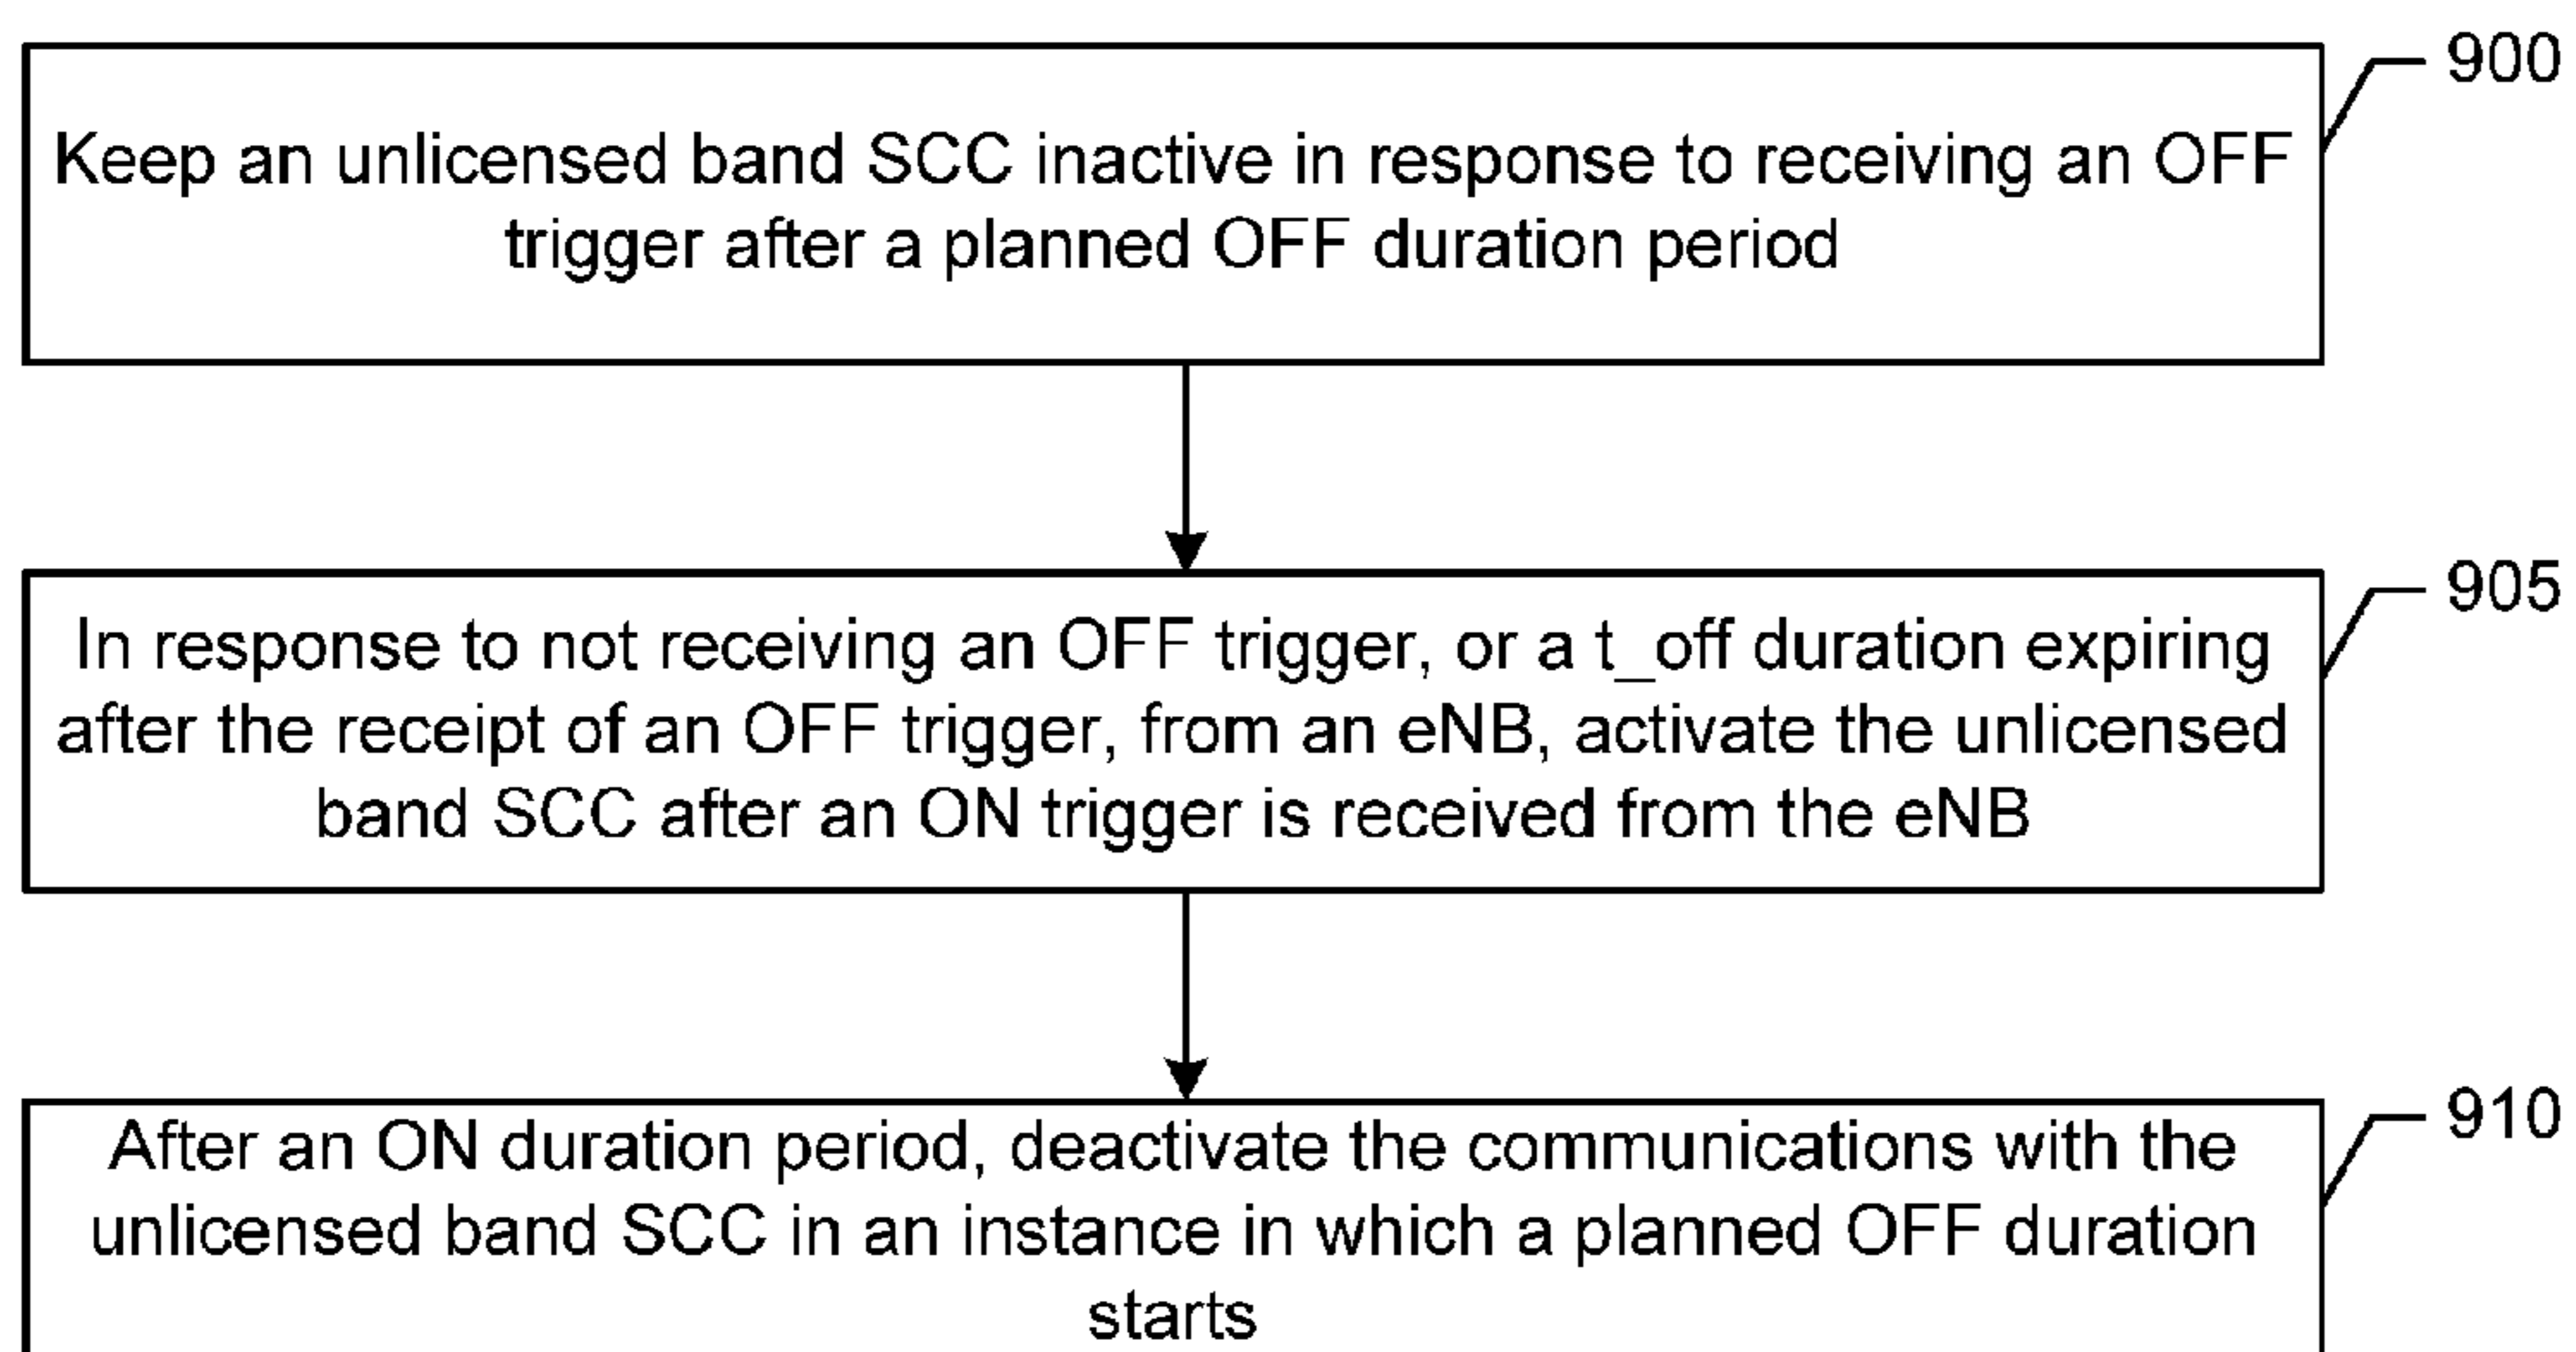 900
Keep an unlicensed band SCC inactive in response to receiving an OFF
trigger after a planned OFF duration period
905
In response to not receiving an OFF trigger, or a t_off duration expiring
after the receipt of an OFF trigger, from an eNB, activate the unlicensed
band SCC after an ON trigger is received from the eNB
910
After an ON duration period, deactivate the communications with the
unlicensed band SCC in an instance in which a planned OFF duration
starts